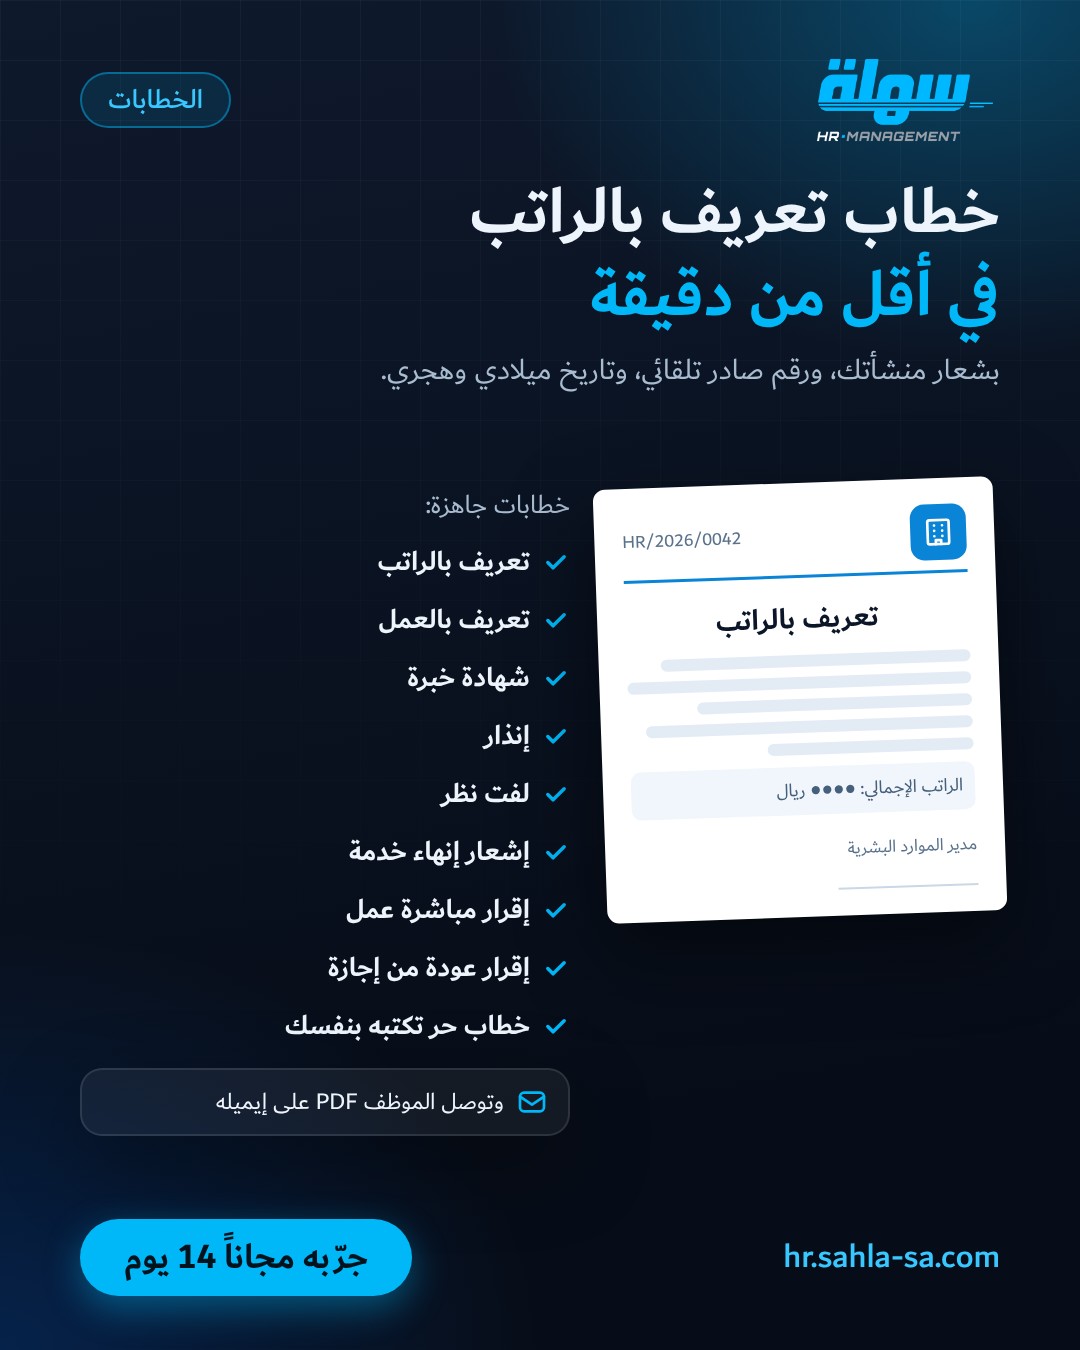 سهلة
HR·MANAGEMENT
الخطابات
خطاب تعريف بالراتب
في أقل من دقيقة
بشعار منشأتك، ورقم صادر تلقائي، وتاريخ ميلادي وهجري.
HR/2026/0042
تعريف بالراتب
الراتب الإجمالي: ●●●● ريال
مدير الموارد البشرية
خطابات جاهزة:
تعريف بالراتب
تعريف بالعمل
شهادة خبرة
إنذار
لفت نظر
إشعار إنهاء خدمة
إقرار مباشرة عمل
إقرار عودة من إجازة
خطاب حر تكتبه بنفسك
وتوصل الموظف PDF على إيميله
hr.sahla-sa.com
جرّبه مجاناً 14 يوم